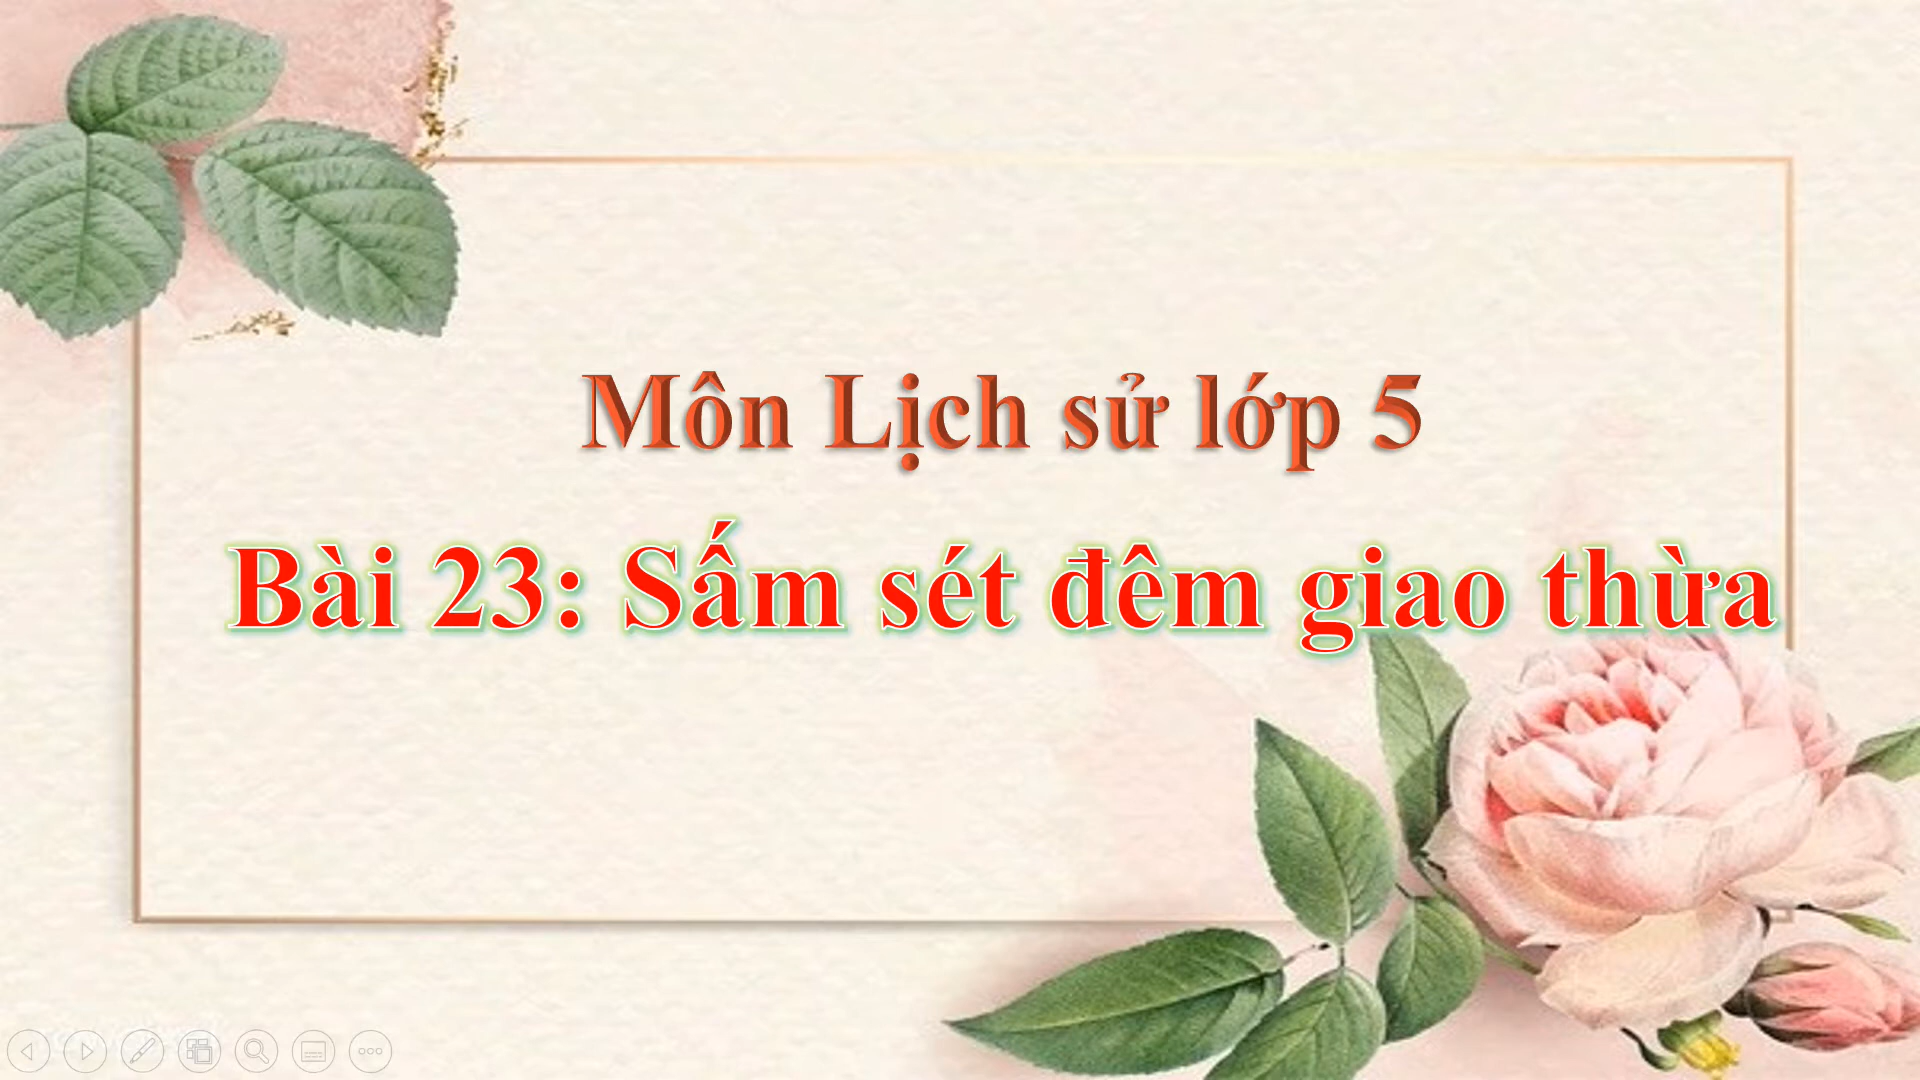 Môn Lịch sử lớp 5
Bài 23: Sấm sét đêm giao thừa